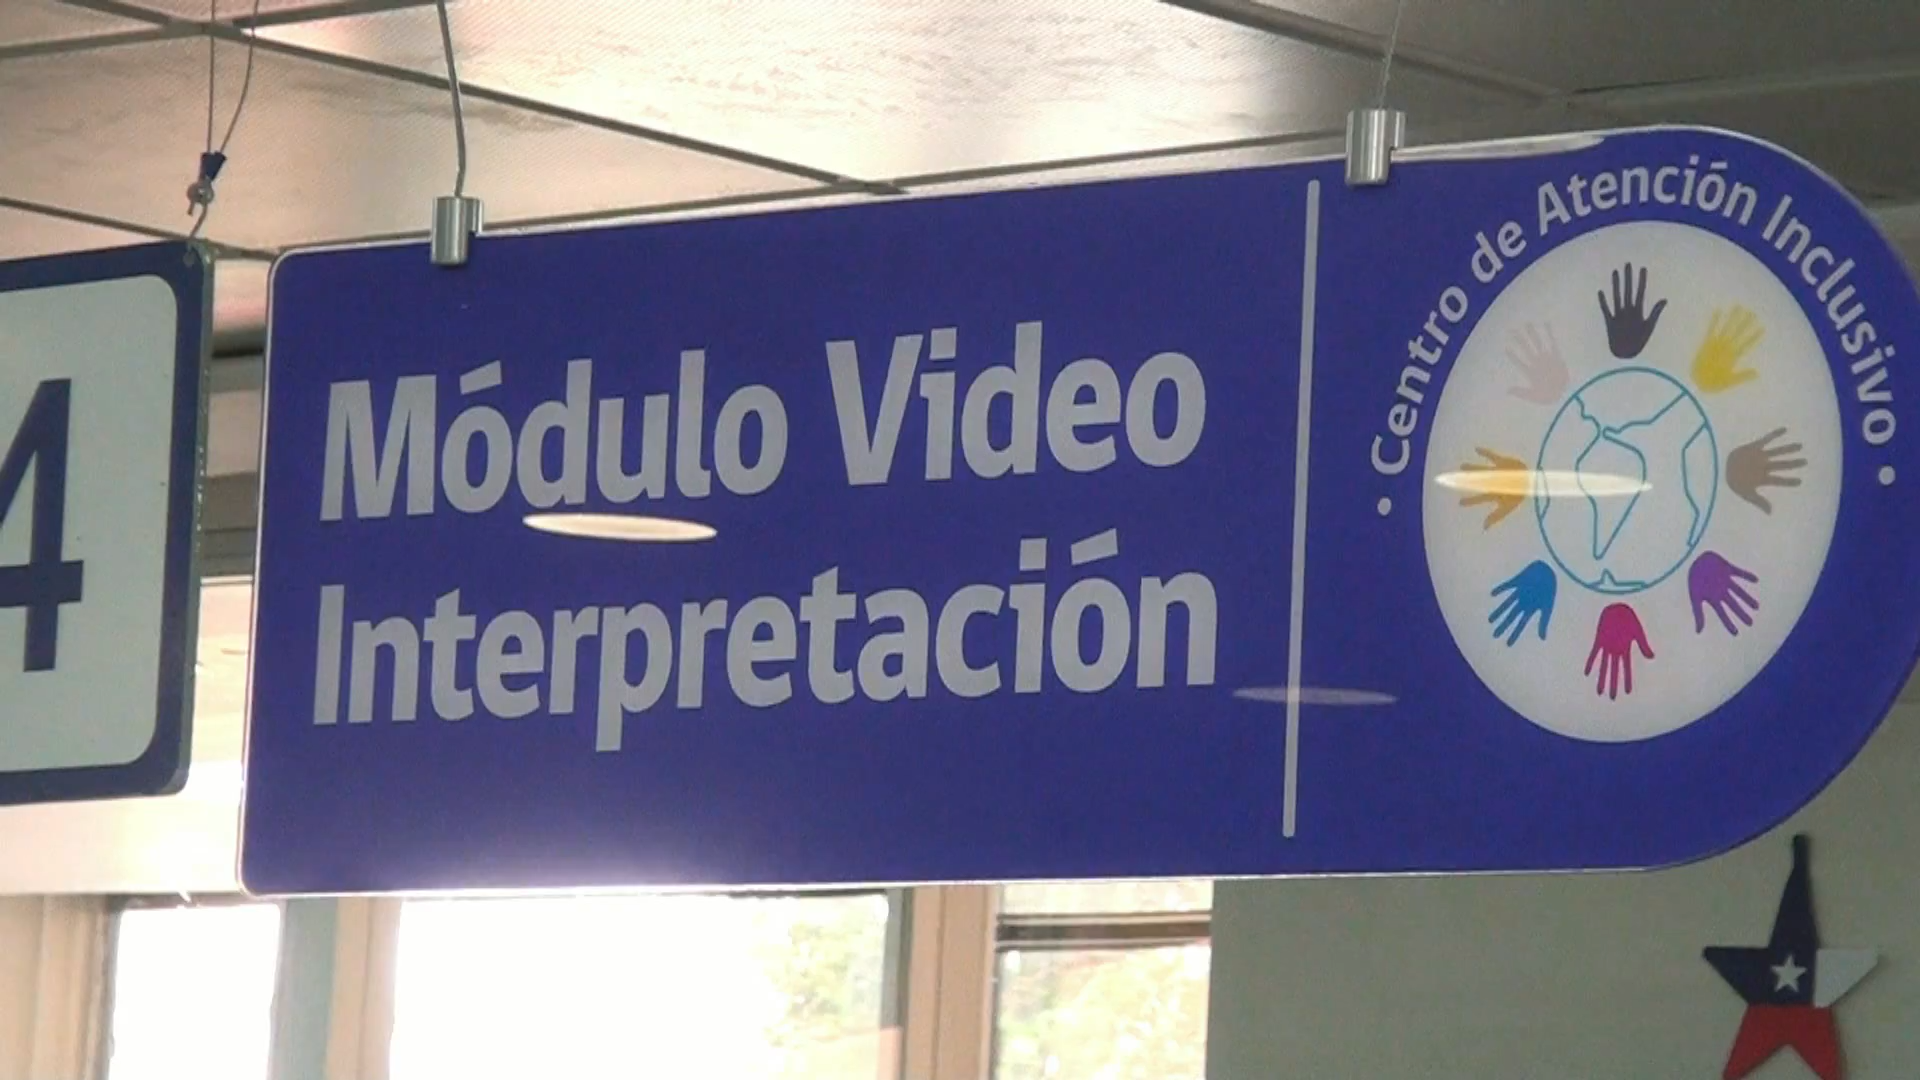 4
Módulo Video
Interpretación
• Centro de Atención Inclusivo •